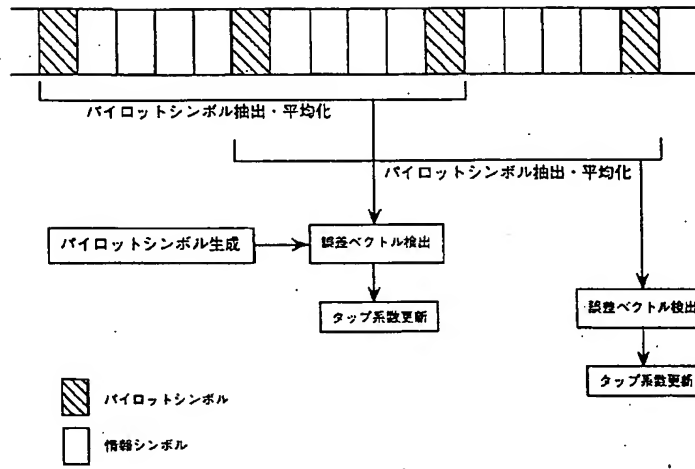 パイロットシンボル抽出・平均化
パイロットシンボル抽出・平均化
パイロットシンボル生成
誤差ベクトル検出
タップ系数更新
誤差ベクトル検出
タップ系数更新
パイロットシンボル
情報シンボル